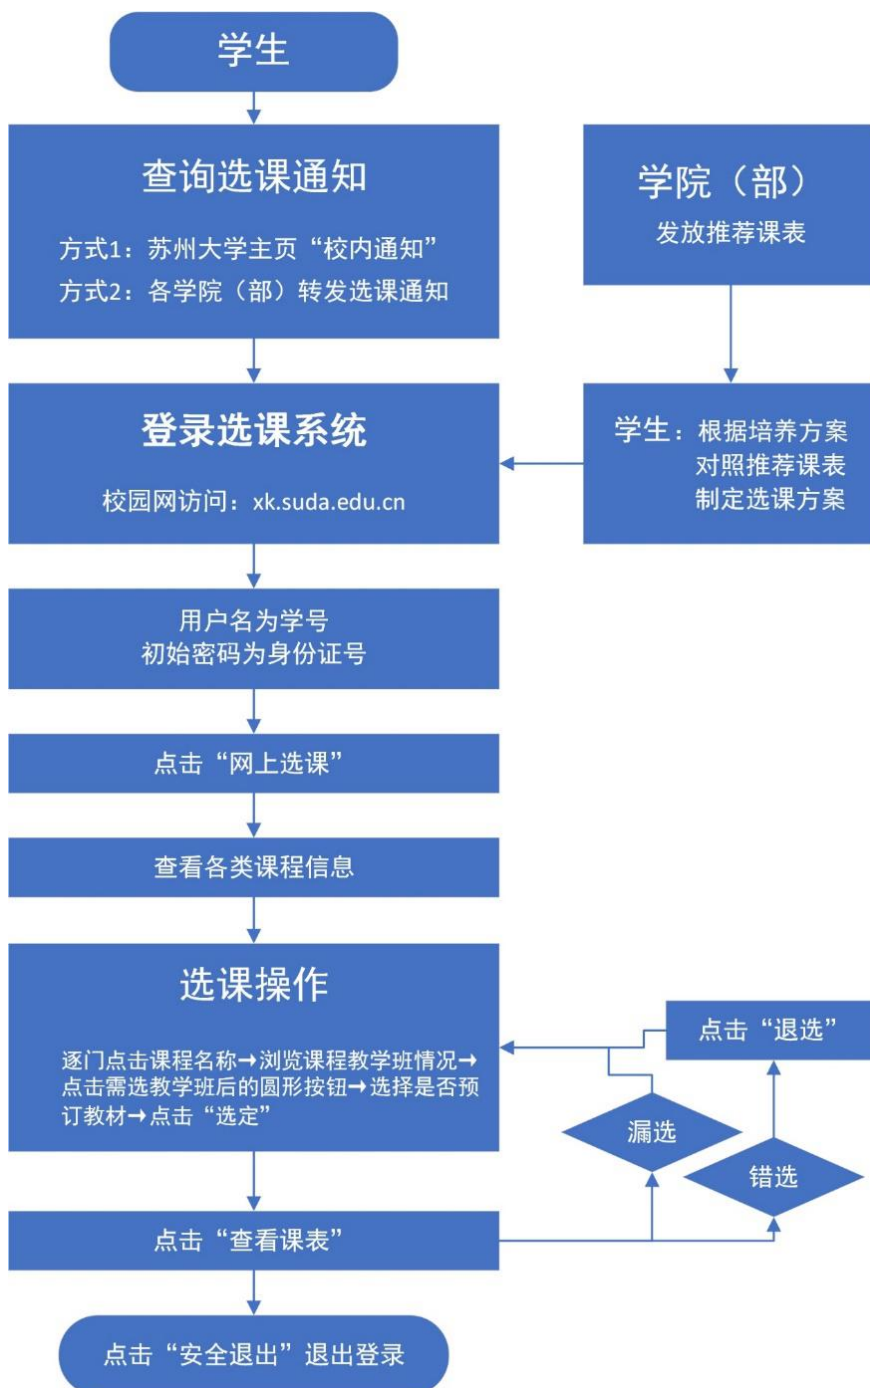 学生
查询选课通知
方式1：苏州大学主页“校内通知”
方式2：各学院（部）转发选课通知
学院（部）
发放推荐课表
登录选课系统
校园网访问：xk.suda.edu.cn
学生：根据培养方案
对照推荐课表
制定选课方案
用户名为学号
初始密码为身份证号
点击“网上选课”
查看各类课程信息
选课操作
逐门点击课程名称→浏览课程教学班情况→
点击需选教学班后的圆形按钮→选择是否预
订教材→点击“选定”
点击“退选”
漏选
错选
点击“查看课表”
点击“安全退出”退出登录